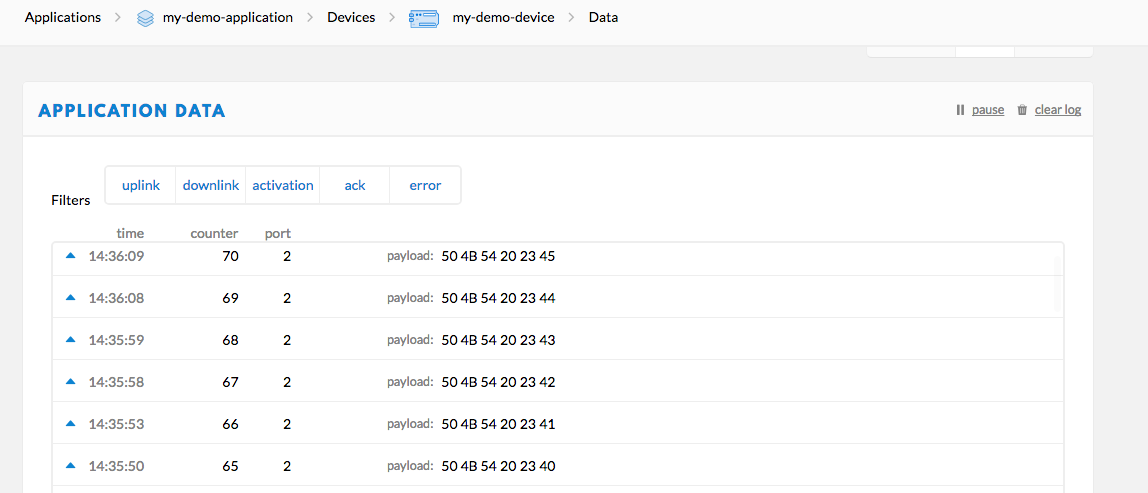 Applications my-demo-application Devices my-demo-device Data
APPLICATION DATA pause clear log
Filters uplink downlink activation ack error
time counter port
14:36:09 70 2 payload: 50 4B 54 20 23 45
14:36:08 69 2 payload: 50 4B 54 20 23 44
14:35:59 68 2 payload: 50 4B 54 20 23 43
14:35:58 67 2 payload: 50 4B 54 20 23 42
14:35:53 66 2 payload: 50 4B 54 20 23 41
14:35:50 65 2 payload: 50 4B 54 20 23 40